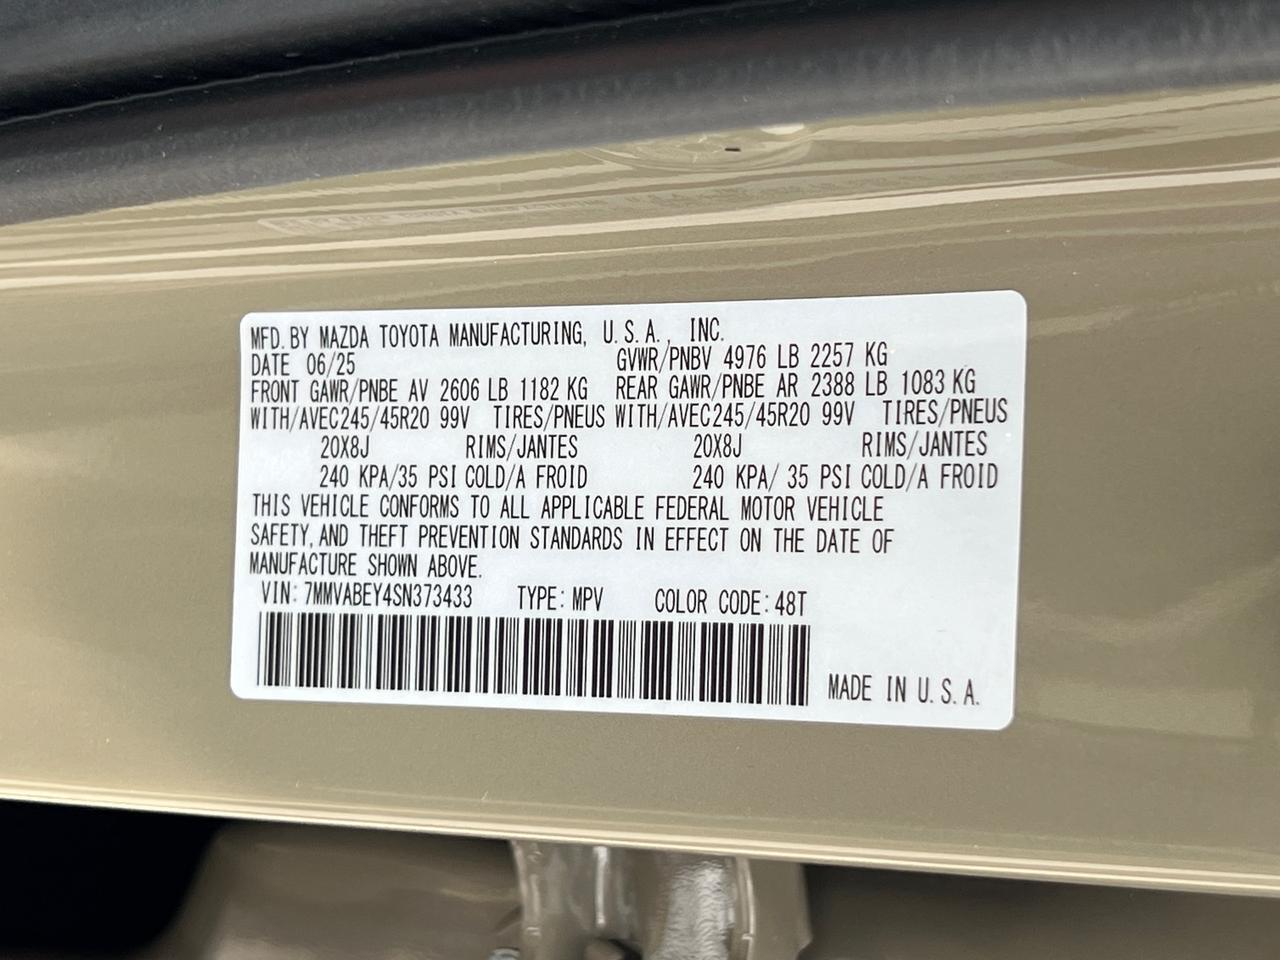 MFD. BY MAZDA TOYOTA MANUFACTURING, U.S.A., INC.
DATE 06/25 GVWR/PNBV 4976 LB 2257 KG
FRONT GAWR/PNBE AV 2606 LB 1182 KG REAR GAWR/PNBE AR 2388 LB 1083 KG
WITH/AVEC245/45R20 99V TIRES/PNEUS WITH/AVEC245/45R20 99V TIRES/PNEUS
20X8J RIMS/JANTES 20X8J RIMS/JANTES
240 KPA/35 PSI COLD/A FROID 240 KPA/ 35 PSI COLD/A FROID
THIS VEHICLE CONFORMS TO ALL APPLICABLE FEDERAL MOTOR VEHICLE
SAFETY, AND THEFT PREVENTION STANDARDS IN EFFECT ON THE DATE OF
MANUFACTURE SHOWN ABOVE.
VIN: 7MMVABEY4SN373433 TYPE: MPV COLOR CODE: 48T
MADE IN U.S.A.